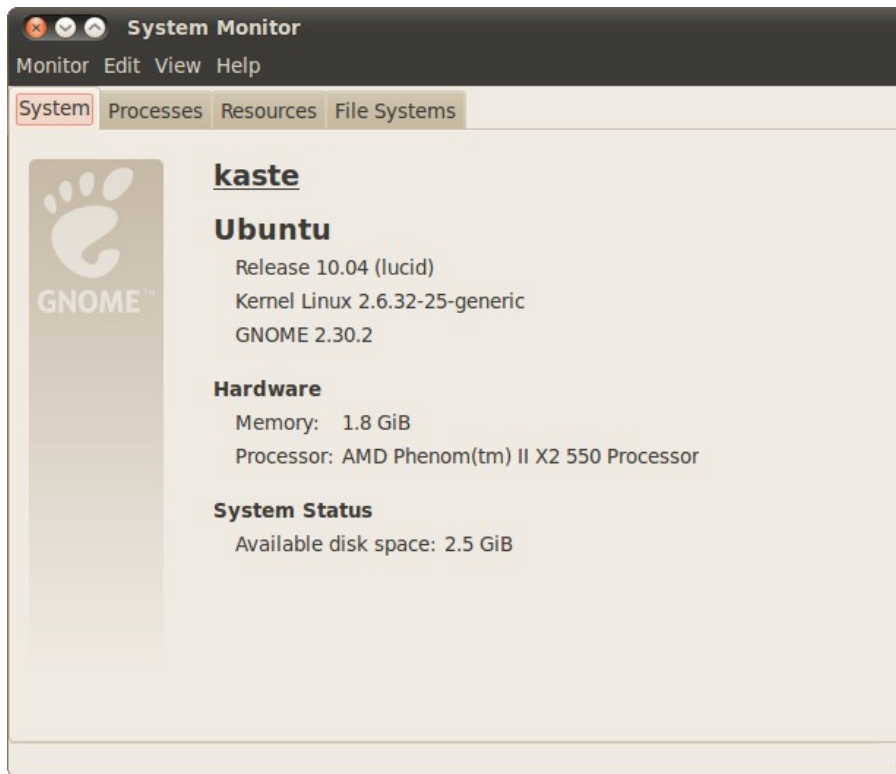 System Monitor
Monitor Edit View Help
System Processes Resources File Systems
GNOME™
kaste
Ubuntu
Release 10.04 (lucid)
Kernel Linux 2.6.32-25-generic
GNOME 2.30.2
Hardware
Memory: 1.8 GiB
Processor: AMD Phenom(tm) II X2 550 Processor
System Status
Available disk space: 2.5 GiB